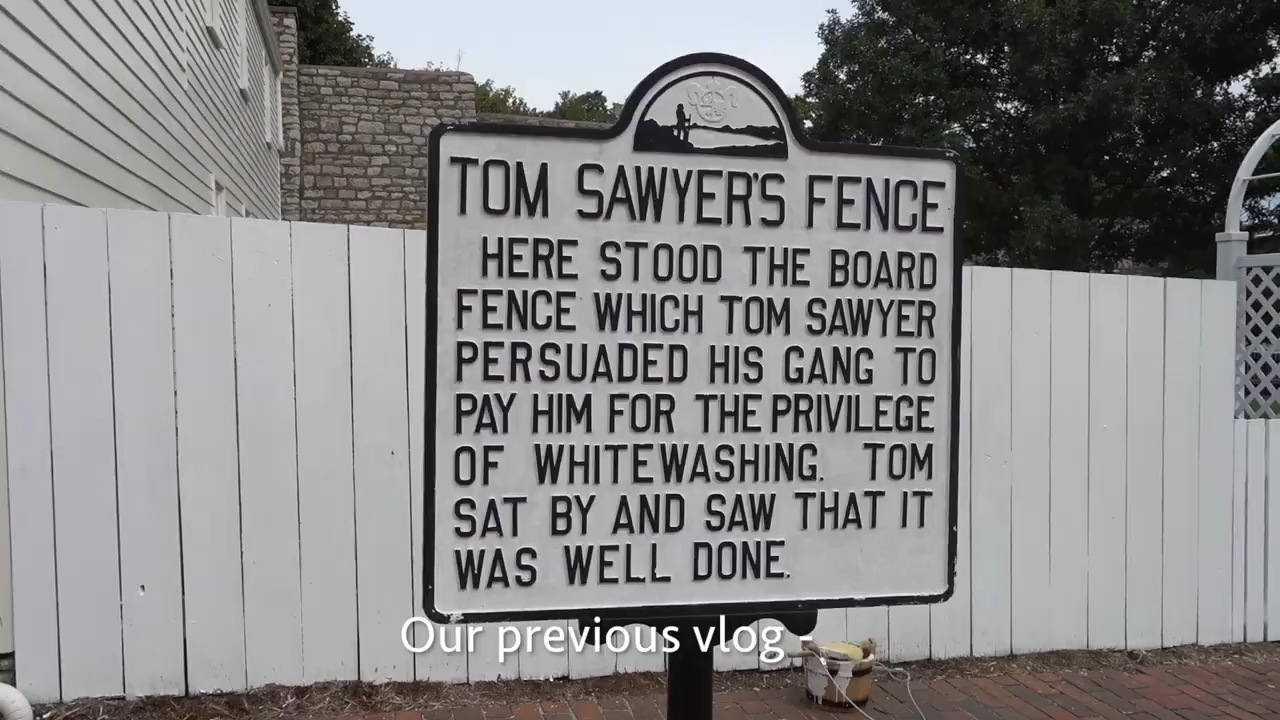 TOM SAWYER'S FENCE
HERE STOOD THE BOARD
FENCE WHICH TOM SAWYER
PERSUADED HIS GANG TO
PAY HIM FOR THE PRIVILEGE
OF WHITEWASHING. TOM
SAT BY AND SAW THAT IT
WAS WELL DONE.
Our previous vlog -